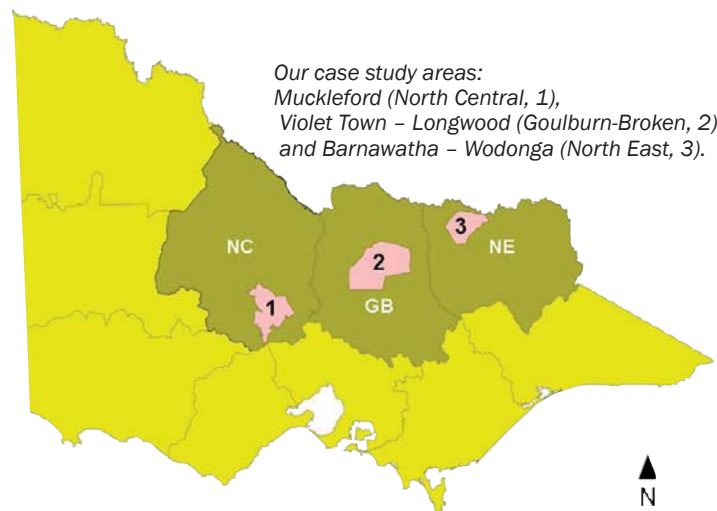 Our case study areas:
Muckleford (North Central, 1),
Violet Town – Longwood (Goulburn-Broken, 2)
and Barnawatha – Wodonga (North East, 3).
NC
1
2
GB
3
NE
N